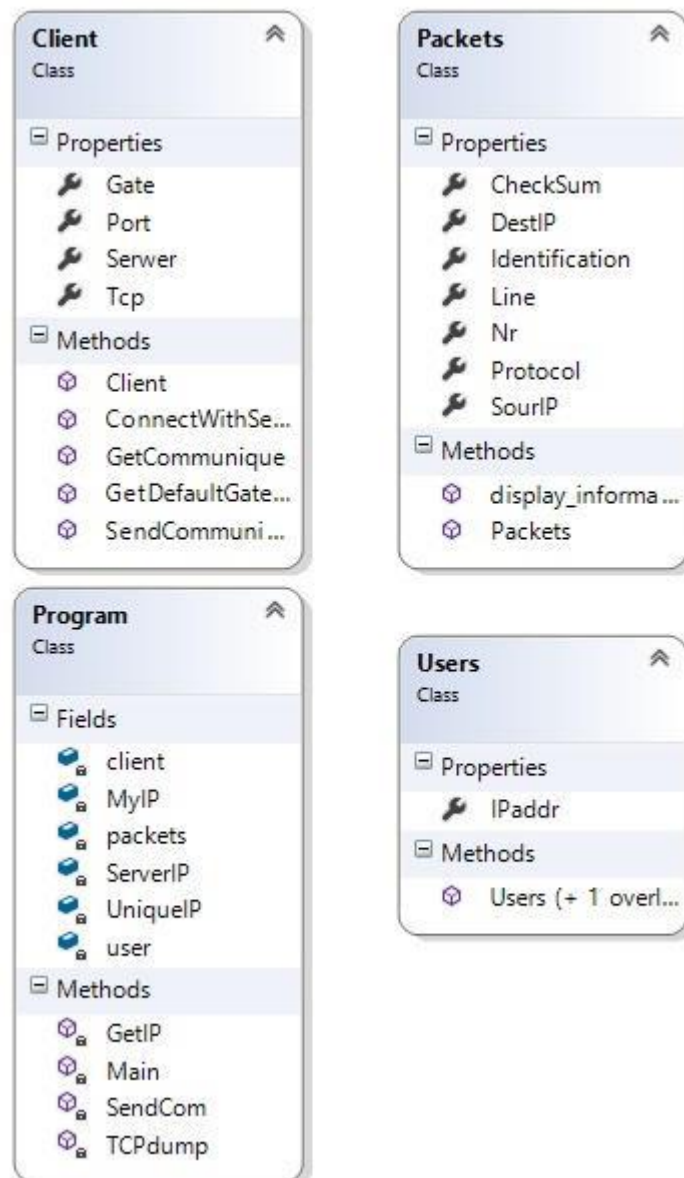 Client
Class
Properties
Gate
Port
Serwer
Tcp
Methods
Client
ConnectWithSe...
GetCommunique
GetDefaultGate...
SendCommuni...
Packets
Class
Properties
CheckSum
DestIP
Identification
Line
Nr
Protocol
SourIP
Methods
display_informa...
Packets
Program
Class
Fields
client
MyIP
packets
ServerIP
UniqueIP
user
Methods
GetIP
Main
SendCom
TCPdump
Users
Class
Properties
IPaddr
Methods
Users (+ 1 overl...